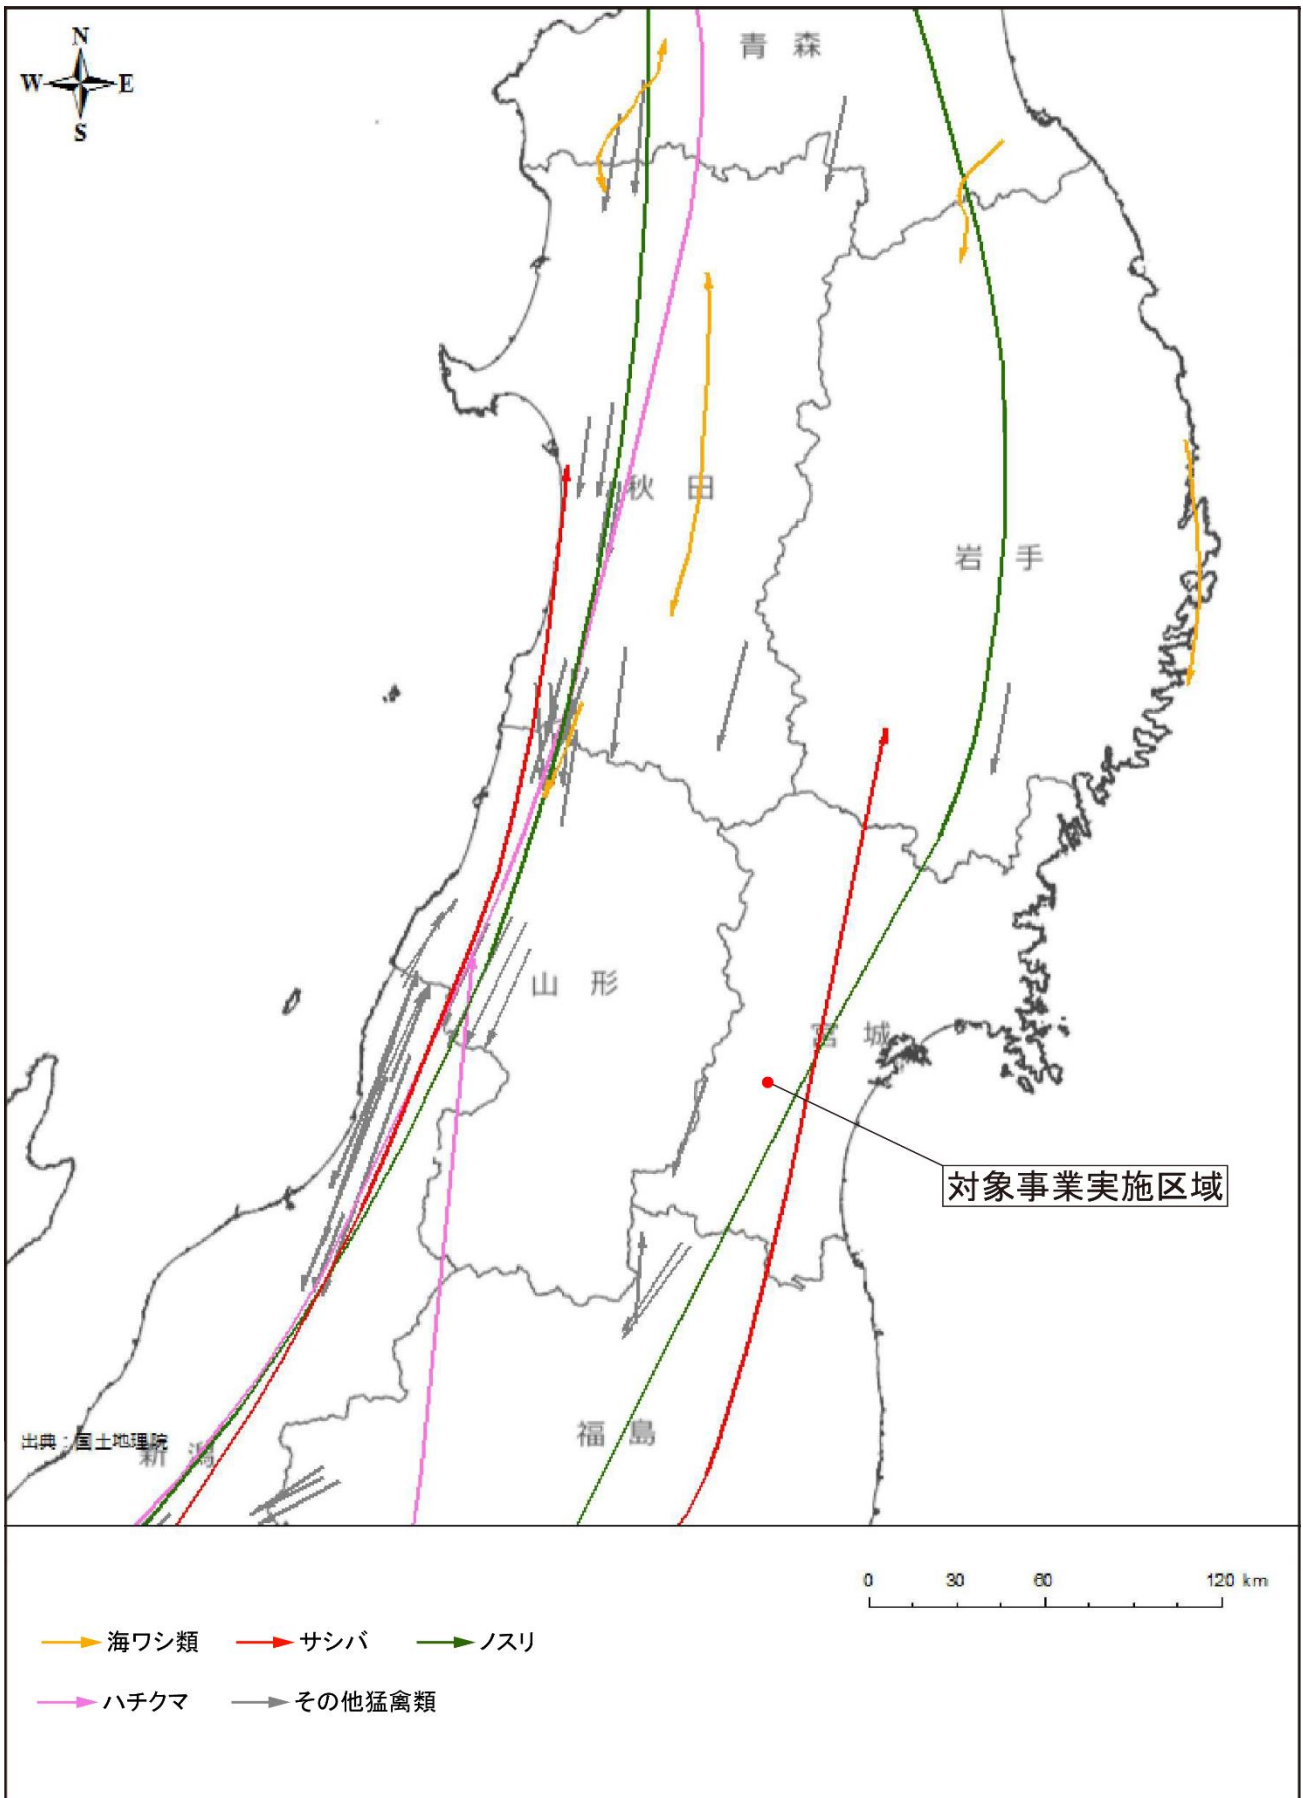 N
W E
S
青 森
秋 田
岩 手
山 形
宮 城
対象事業実施区域
福 島
出典:国土地理院
新 潟
0 30 60 120 km
海ワシ類 サシバ ノスリ
ハチクマ その他猛禽類